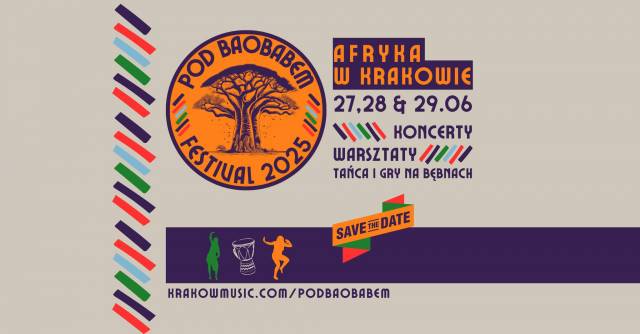 POD BAOBABEM
FESTIVAL 2025
AFRYKA
W KRAKOWIE
27,28 & 29.06
KONCERTY
WARSZTATY
TAŃCA I GRY NA BĘBNACH
SAVE THE DATE
KRAKOWMUSIC.COM/PODBAOBABEM